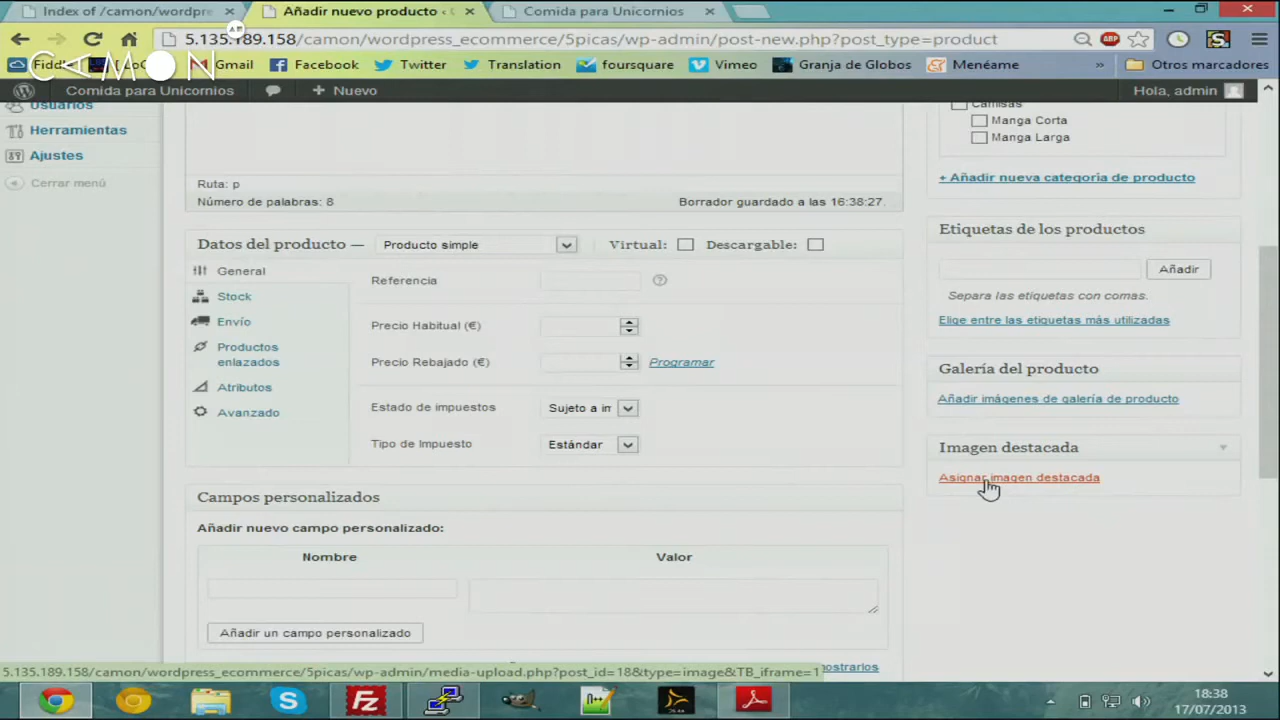 Index of /camon/wordpre
Añadir nuevo producto ‹
Comida para Unicornios
5.135.189.158/camon/wordpress_ecommerce/5picas/wp-admin/post-new.php?post_type=product
CAMON
Gmail
Facebook
Twitter
Translation
foursquare
Vimeo
Granja de Globos
Menéame
»
Otros marcadores
Comida para Unicornios
+ Nuevo
Hola, admin
Usuarios
Herramientas
Ajustes
Cerrar menú
Ruta: p
Número de palabras: 8
Borrador guardado a las 16:38:27.
Datos del producto —
Producto simple
Virtual:
Descargable:
General
Stock
Envío
Productos
enlazados
Atributos
Avanzado
Referencia
?
Precio Habitual (€)
Precio Rebajado (€)
Programar
Estado de impuestos
Sujeto a im
Tipo de Impuesto
Estándar
Campos personalizados
Añadir nuevo campo personalizado:
Nombre
Valor
Añadir un campo personalizado
Camisas
Manga Corta
Manga Larga
+ Añadir nueva categoría de producto
Etiquetas de los productos
Añadir
Separa las etiquetas con comas.
Elige entre las etiquetas más utilizadas
Galería del producto
Añadir imágenes de galería de producto
Imagen destacada
Asignar imagen destacada
5.135.189.158/camon/wordpress_ecommerce/5picas/wp-admin/media-upload.php?post_id=18&type=image&TB_iframe=1
mostrarlos
18:38
17/07/2013